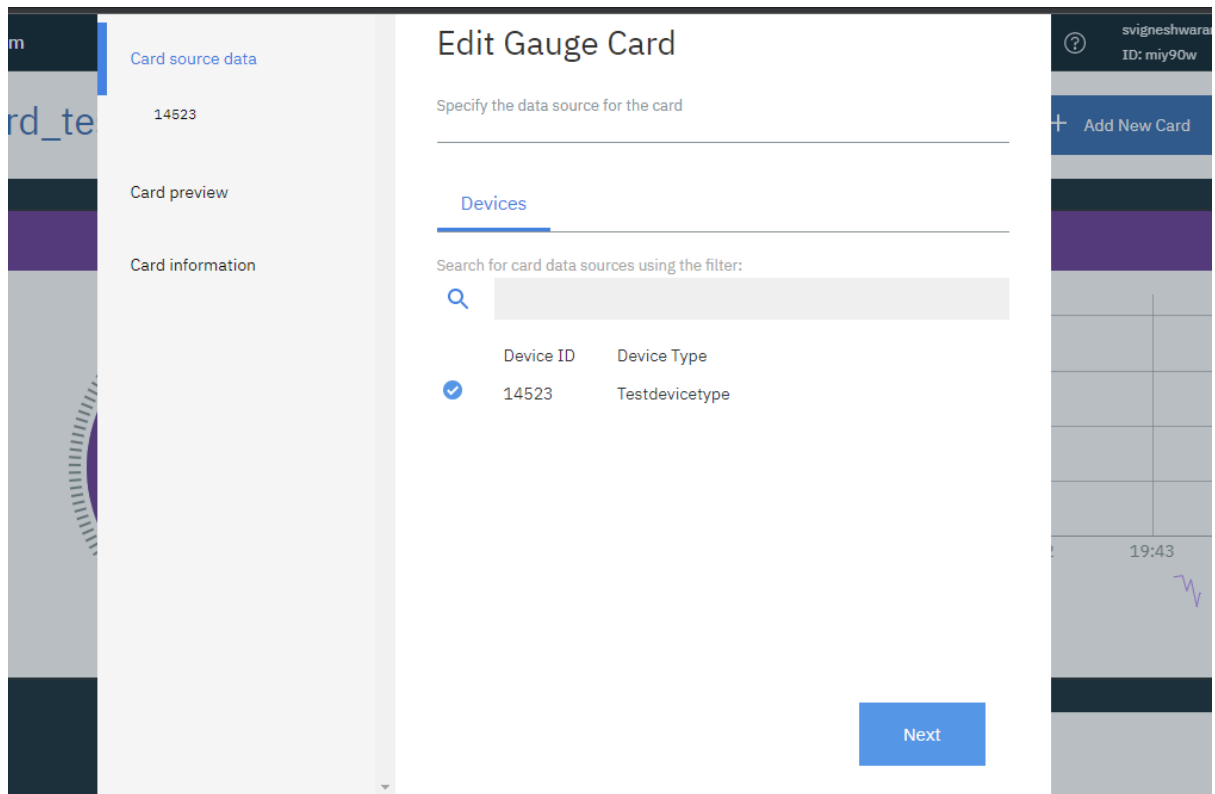 m
rd_te
Card source data
14523
Card preview
Card information
Edit Gauge Card
Specify the data source for the card
Devices
Search for card data sources using the filter:
Device ID Device Type
14523 Testdevicetype
Next
svigneshwaran
ID: miy90w
+ Add New Card
19:43